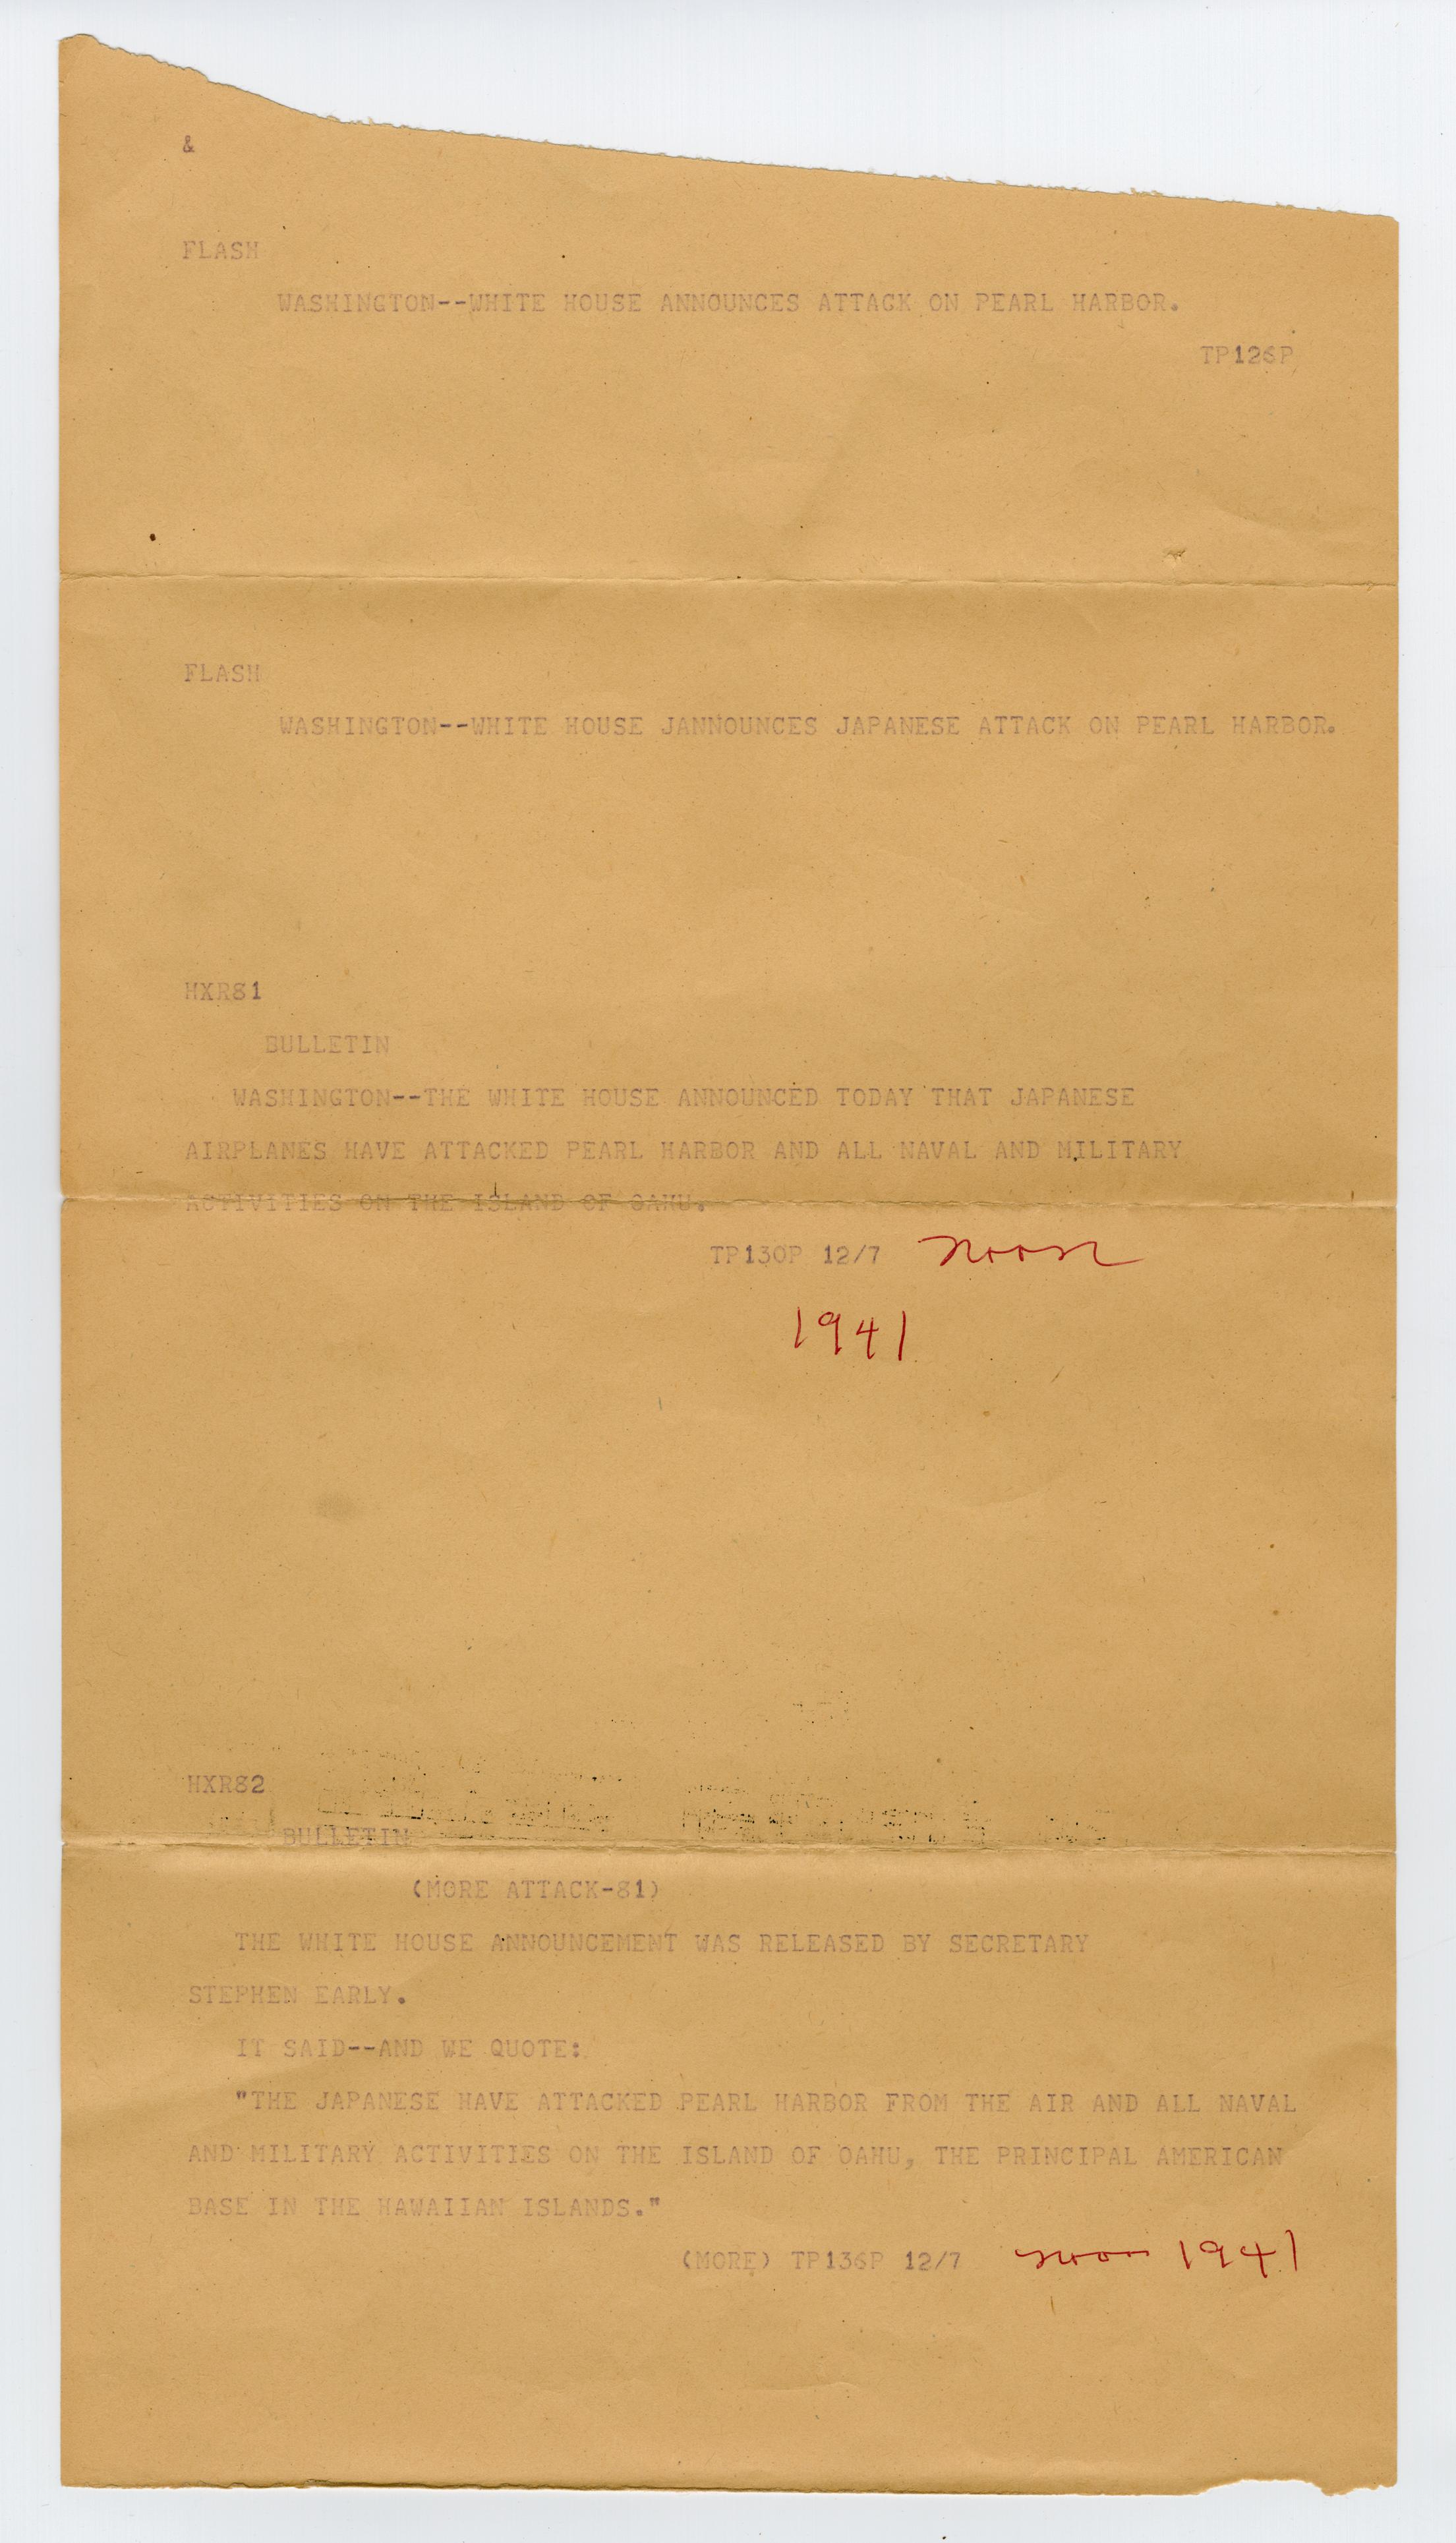 &
FLASH
WASHINGTON--WHITE HOUSE ANNOUNCES ATTACK ON PEARL HARBOR.
TP126P
FLASH
WASHINGTON--WHITE HOUSE JANNOUNCES JAPANESE ATTACK ON PEARL HARBOR.
HXR81
BULLETIN
WASHINGTON--THE WHITE HOUSE ANNOUNCED TODAY THAT JAPANESE
AIRPLANES HAVE ATTACKED PEARL HARBOR AND ALL NAVAL AND MILITARY
ACTIVITIES ON THE ISLAND OF OAHU.
TP130P 12/7 noon
1941
HXR82
BULLETIN
(MORE ATTACK-81)
THE WHITE HOUSE ANNOUNCEMENT WAS RELEASED BY SECRETARY
STEPHEN EARLY.
IT SAID--AND WE QUOTE:
"THE JAPANESE HAVE ATTACKED PEARL HARBOR FROM THE AIR AND ALL NAVAL
AND MILITARY ACTIVITIES ON THE ISLAND OF OAHU, THE PRINCIPAL AMERICAN
BASE IN THE HAWAIIAN ISLANDS."
(MORE) TP136P 12/7 noon 1941